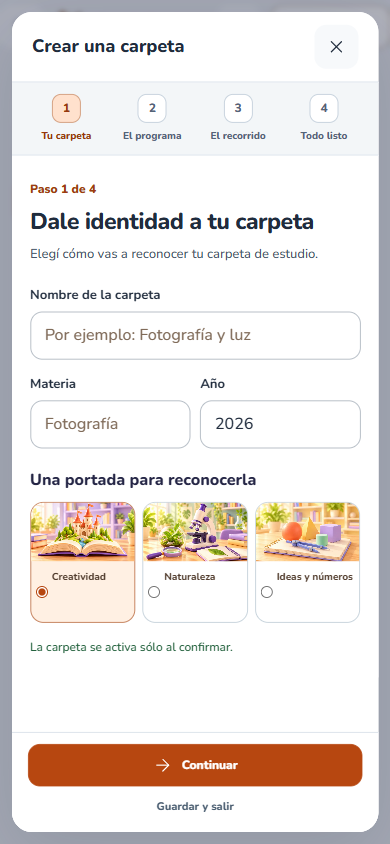 Crear una carpeta
1
2
3
4
Tu carpeta
El programa
El recorrido
Todo listo
Paso 1 de 4
Dale identidad a tu carpeta
Elegí cómo vas a reconocer tu carpeta de estudio.
Nombre de la carpeta
Por ejemplo: Fotografía y luz
Materia
Año
Fotografía
2026
Una portada para reconocerla
Creatividad
Naturaleza
Ideas y números
La carpeta se activa sólo al confirmar.
Continuar
Guardar y salir